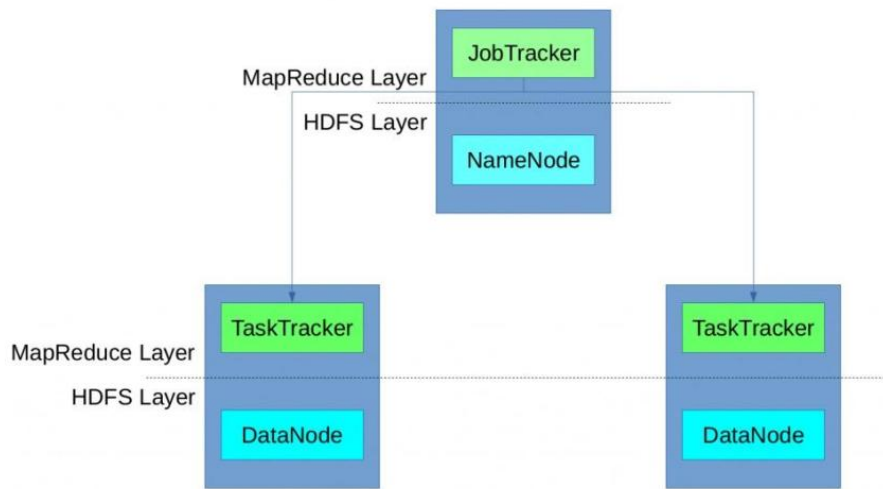 JobTracker
MapReduce Layer
HDFS Layer
NameNode
TaskTracker
TaskTracker
MapReduce Layer
HDFS Layer
DataNode
DataNode